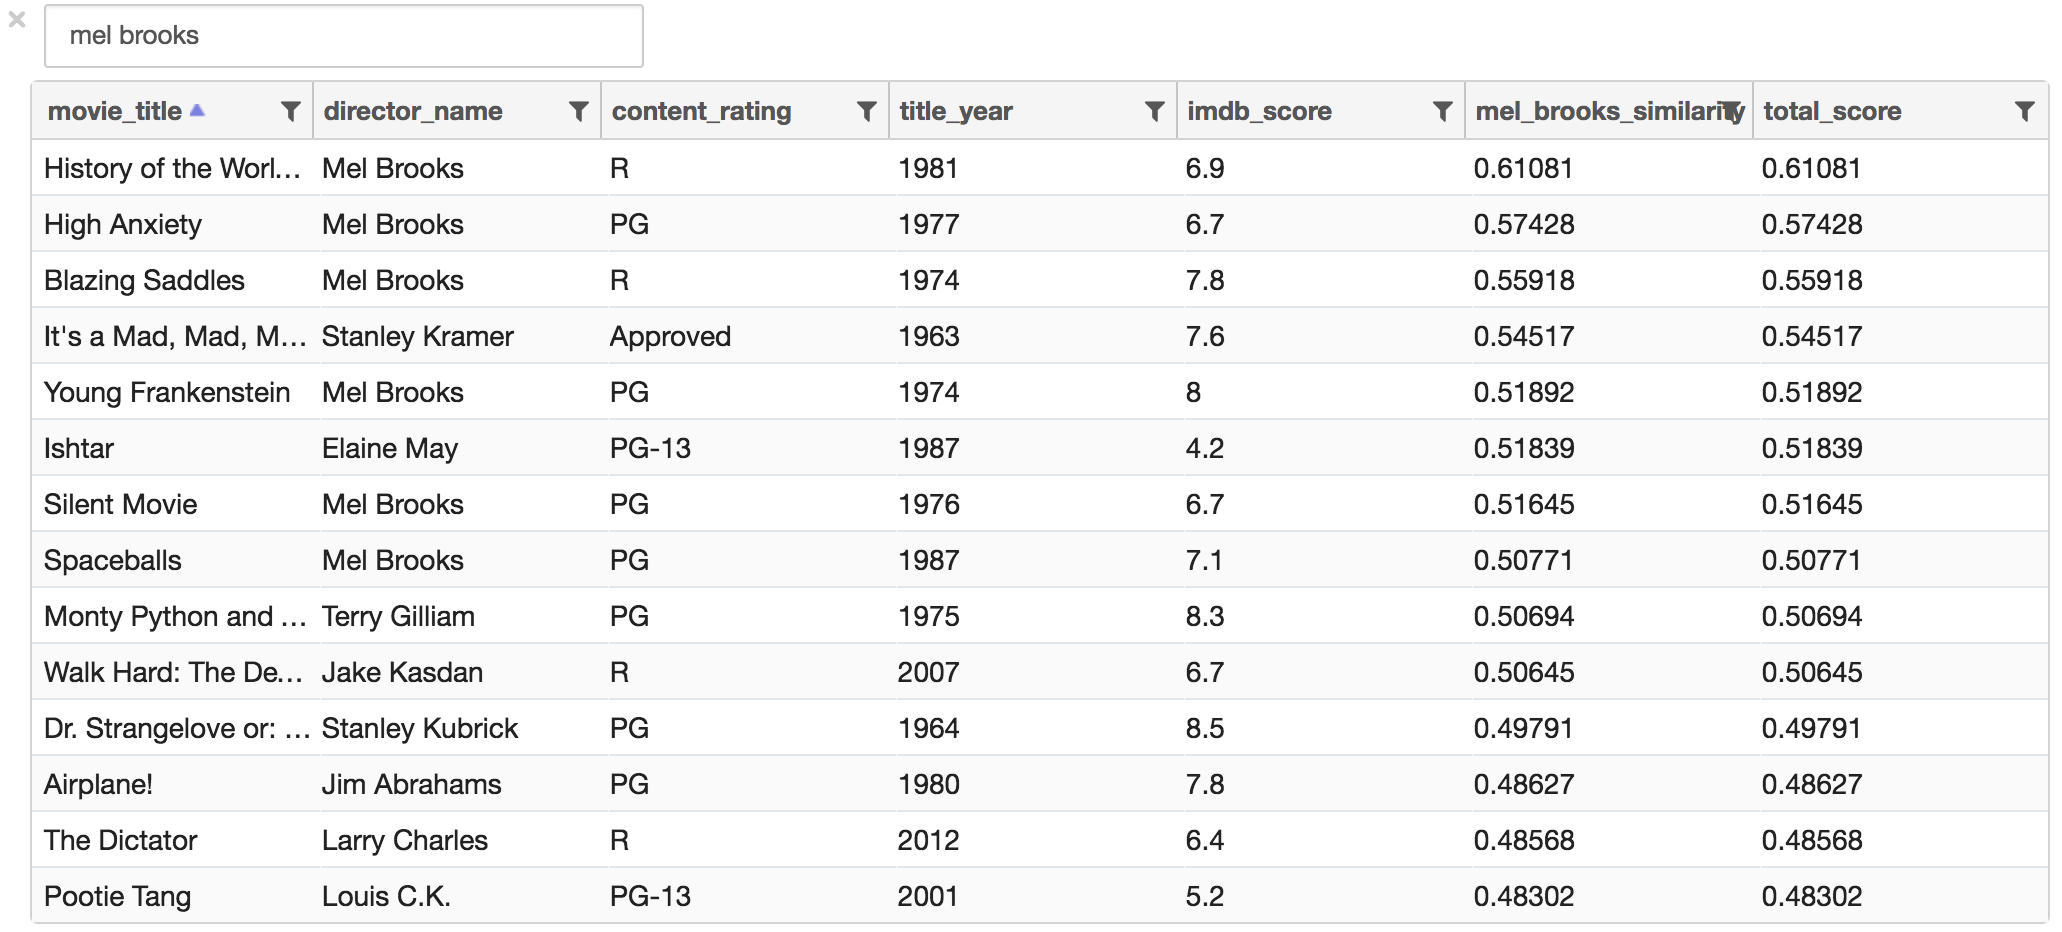 mel brooks
movie_title director_name content_rating title_year imdb_score mel_brooks_similarity total_score
History of the Worl... Mel Brooks R 1981 6.9 0.61081 0.61081
High Anxiety Mel Brooks PG 1977 6.7 0.57428 0.57428
Blazing Saddles Mel Brooks R 1974 7.8 0.55918 0.55918
It's a Mad, Mad, M... Stanley Kramer Approved 1963 7.6 0.54517 0.54517
Young Frankenstein Mel Brooks PG 1974 8 0.51892 0.51892
Ishtar Elaine May PG-13 1987 4.2 0.51839 0.51839
Silent Movie Mel Brooks PG 1976 6.7 0.51645 0.51645
Spaceballs Mel Brooks PG 1987 7.1 0.50771 0.50771
Monty Python and ... Terry Gilliam PG 1975 8.3 0.50694 0.50694
Walk Hard: The De... Jake Kasdan R 2007 6.7 0.50645 0.50645
Dr. Strangelove or: ... Stanley Kubrick PG 1964 8.5 0.49791 0.49791
Airplane! Jim Abrahams PG 1980 7.8 0.48627 0.48627
The Dictator Larry Charles R 2012 6.4 0.48568 0.48568
Pootie Tang Louis C.K. PG-13 2001 5.2 0.48302 0.48302